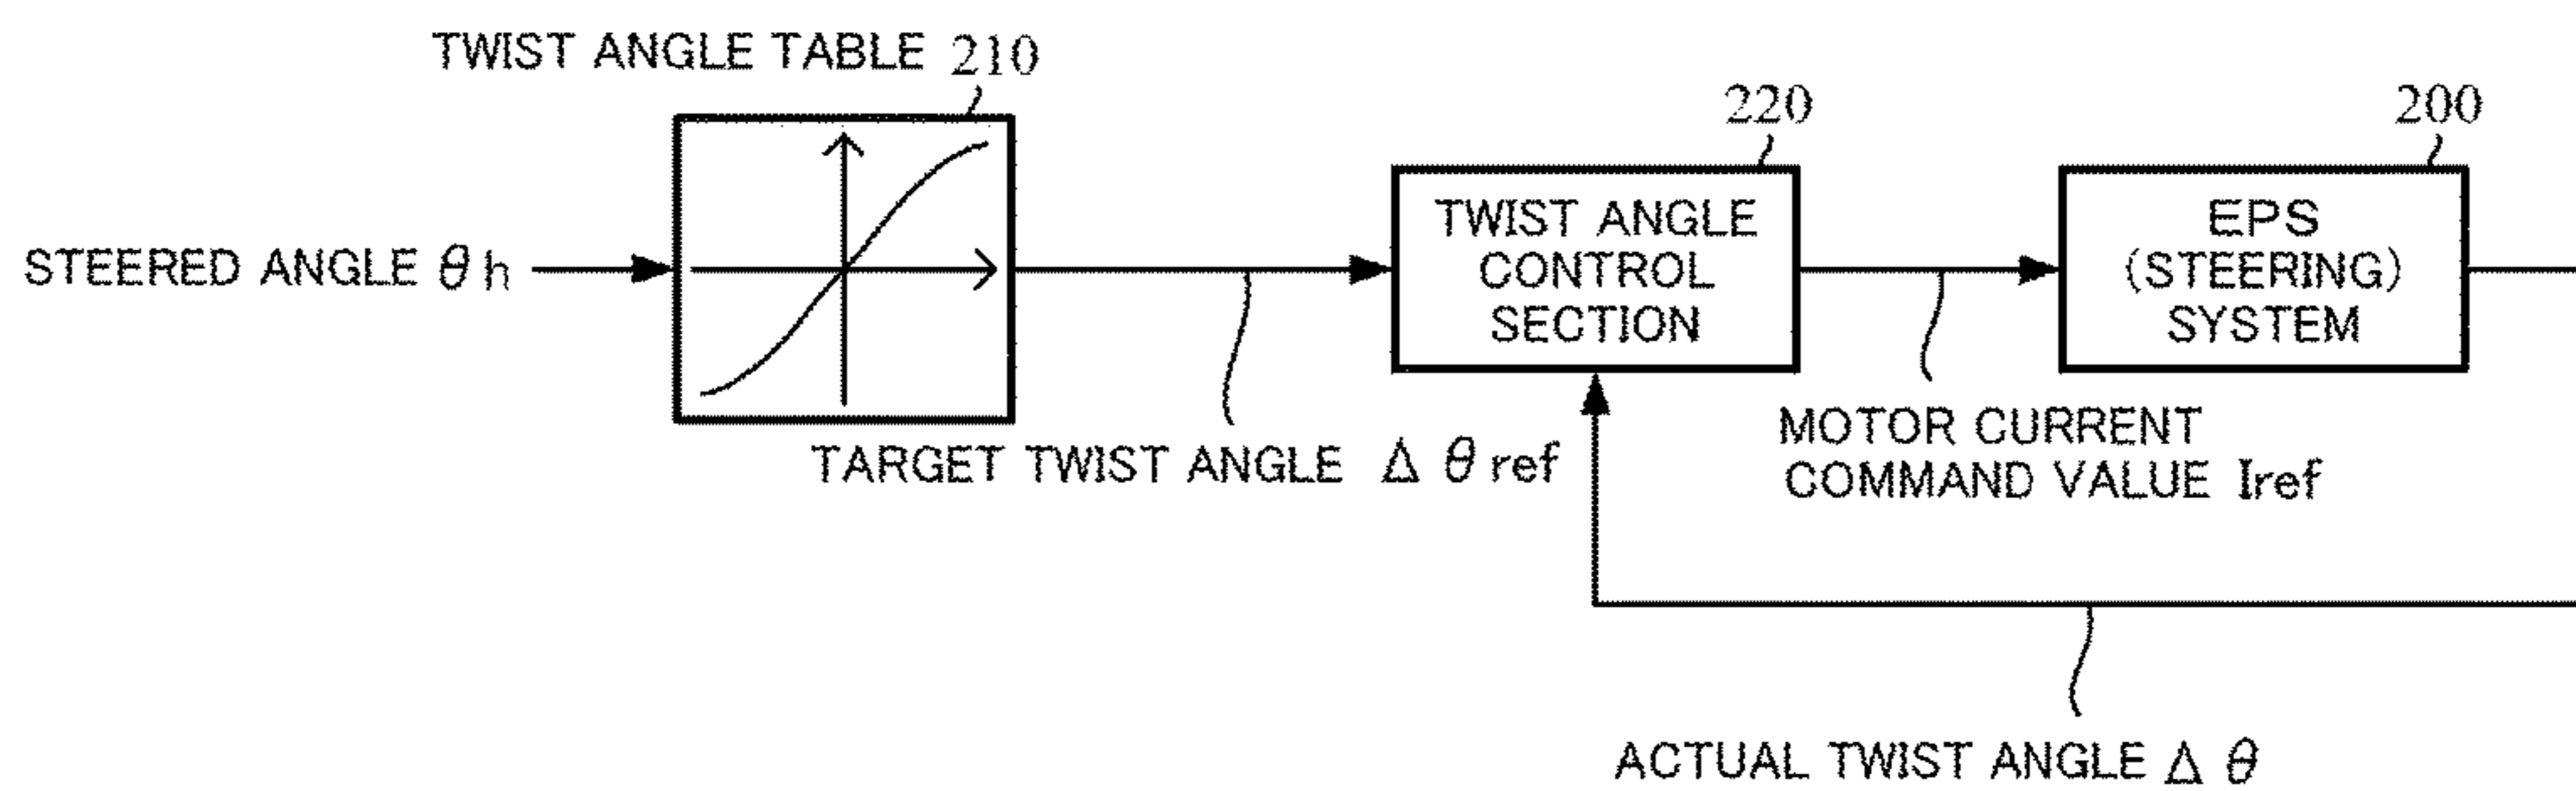 TWIST ANGLE TABLE 210
220
200
STEERED ANGLE θh
TWIST ANGLE
CONTROL
SECTION
EPS
(STEERING)
SYSTEM
TARGET TWIST ANGLE Δθref
MOTOR CURRENT
COMMAND VALUE Iref
ACTUAL TWIST ANGLE Δθ